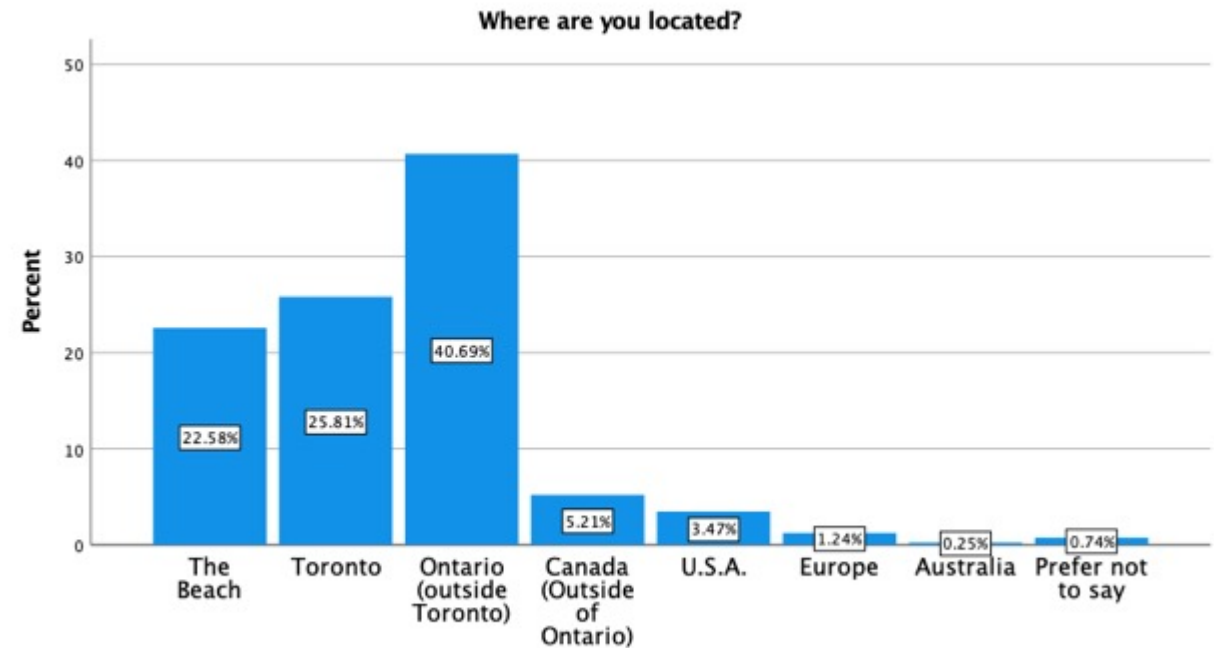 Where are you located?
Percent
50
40
30
20
10
0
40.69%
25.81%
22.58%
5.21%
3.47%
1.24%
0.25%
0.74%
The
Beach
Toronto
Ontario
(outside
Toronto)
Canada
(Outside
of
Ontario)
U.S.A.
Europe
Australia
Prefer not
to say